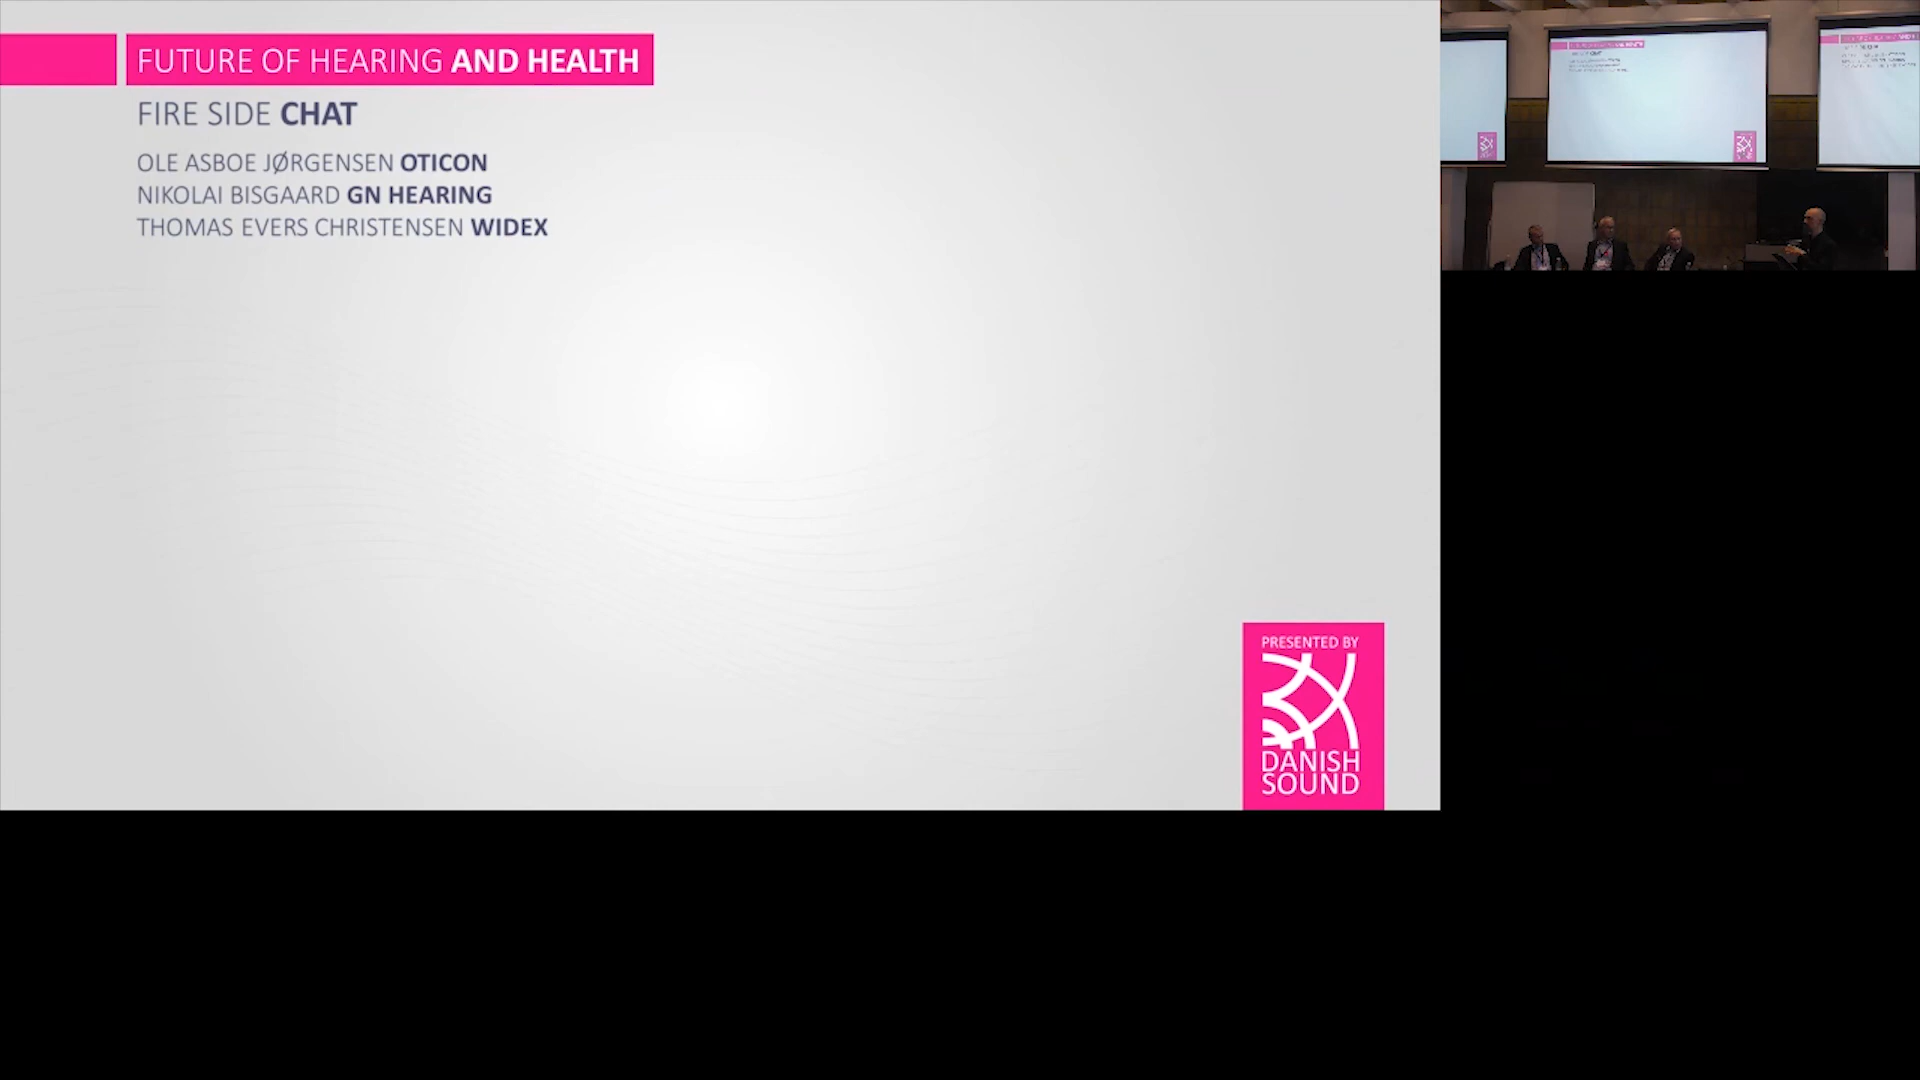 FUTURE OF HEARING AND HEALTH
FIRE SIDE CHAT
OLE ASBOE JØRGENSEN OTICON
NIKOLAI BISGAARD GN HEARING
THOMAS EVERS CHRISTENSEN WIDEX
PRESENTED BY
DANISH
SOUND